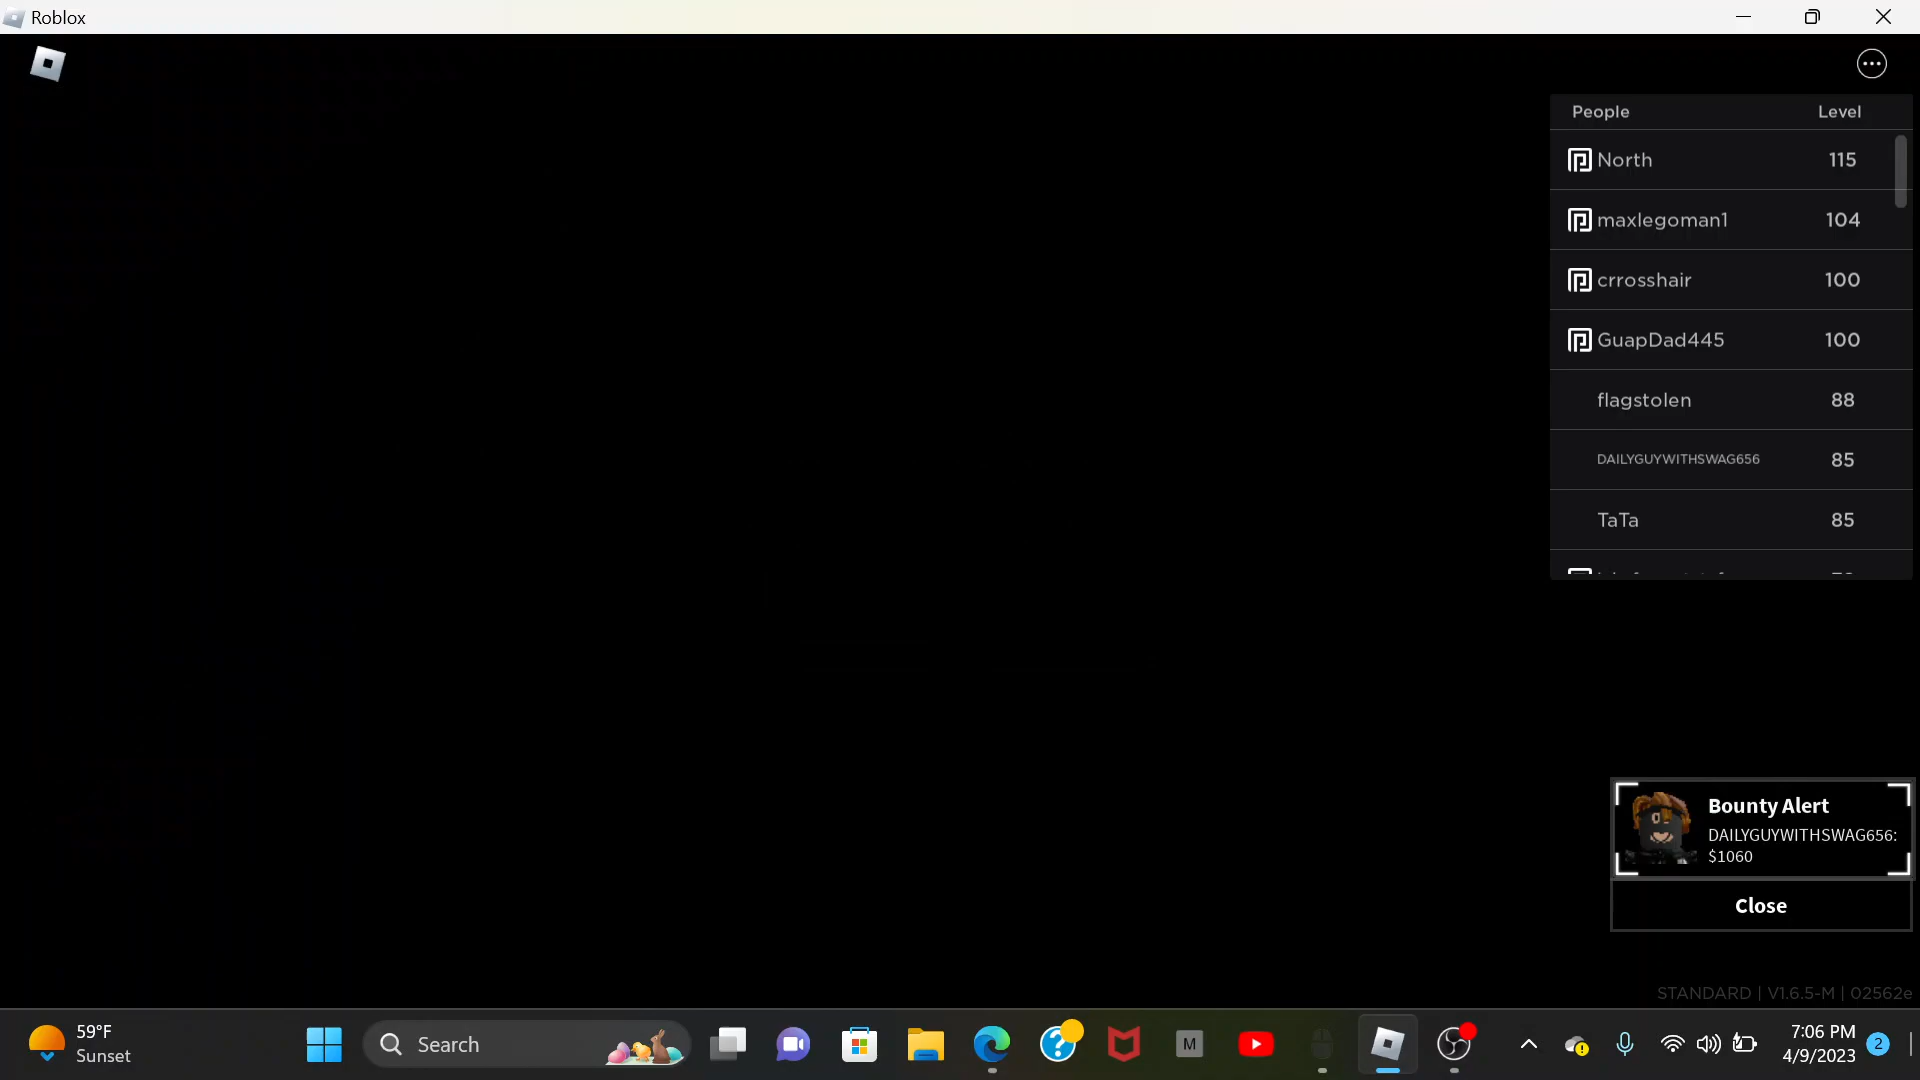 Roblox
People Level
North 115
maxlegoman1 104
crrosshair 100
GuapDad445 100
flagstolen 88
DAILYGUYWITHSWAG656 85
TaTa 85
Bounty Alert
DAILYGUYWITHSWAG656:
$1060
Close
STANDARD | V1.6.5-M | 02562e
59°F
Sunset
Search
M
7:06 PM
4/9/2023
2